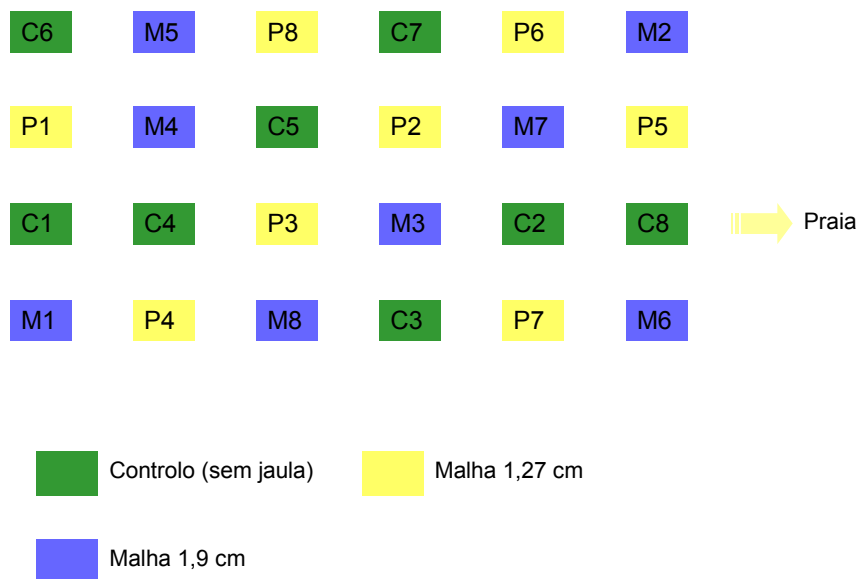 C6 M5 P8 C7 P6 M2
P1 M4 C5 P2 M7 P5
C1 C4 P3 M3 C2 C8 Praia
M1 P4 M8 C3 P7 M6
Controlo (sem jaula) Malha 1,27 cm
Malha 1,9 cm